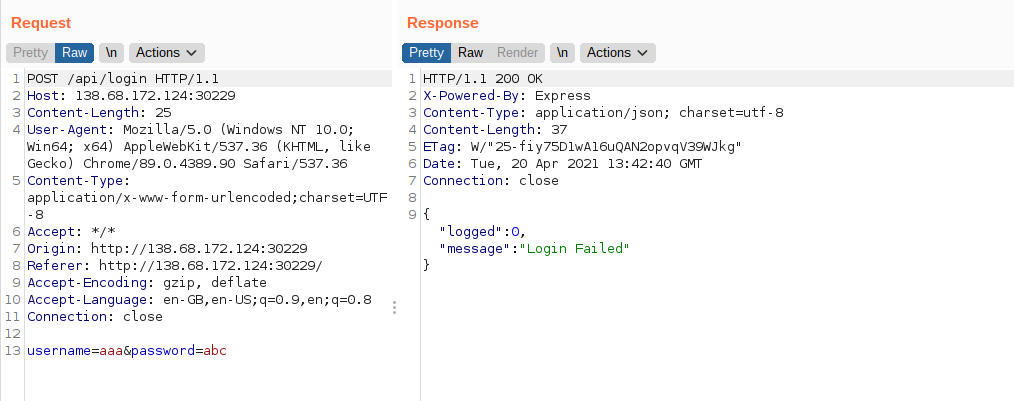 Request
Pretty Raw \n Actions
1 POST /api/login HTTP/1.1
2 Host: 138.68.172.124:30229
3 Content-Length: 25
4 User-Agent: Mozilla/5.0 (Windows NT 10.0;
Win64; x64) AppleWebKit/537.36 (KHTML, like
Gecko) Chrome/89.0.4389.90 Safari/537.36
5 Content-Type:
application/x-www-form-urlencoded;charset=UTF
-8
6 Accept: */*
7 Origin: http://138.68.172.124:30229
8 Referer: http://138.68.172.124:30229/
9 Accept-Encoding: gzip, deflate
10 Accept-Language: en-GB,en-US;q=0.9,en;q=0.8
11 Connection: close
12
13 username=aaa&password=abc
Response
Pretty Raw Render \n Actions
1 HTTP/1.1 200 OK
2 X-Powered-By: Express
3 Content-Type: application/json; charset=utf-8
4 Content-Length: 37
5 ETag: W/"25-fiy75D1wA16uQAN2opvqV39WJkg"
6 Date: Tue, 20 Apr 2021 13:42:40 GMT
7 Connection: close
8
9 {
"logged":0,
"message":"Login Failed"
}